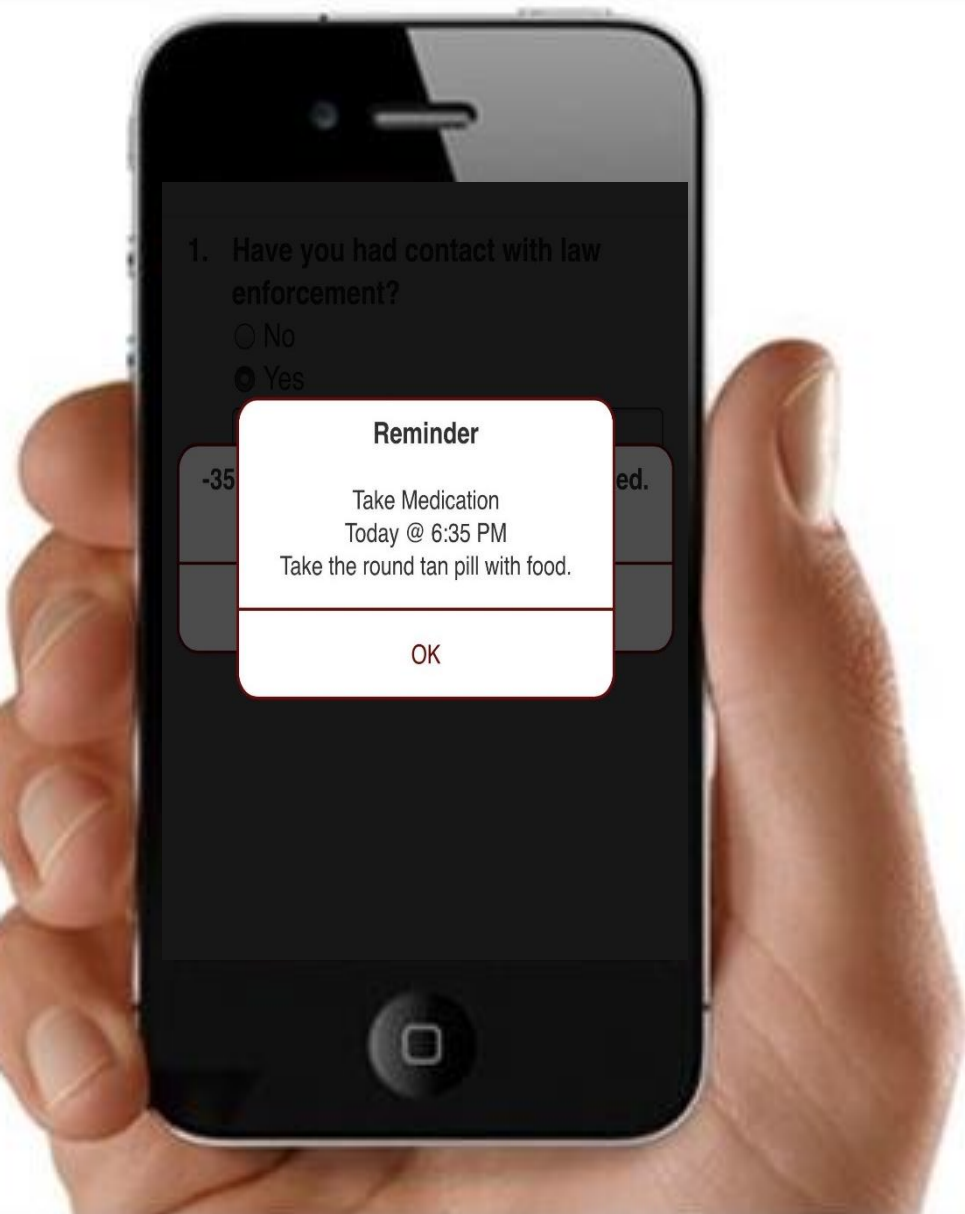 1. Have you had contact with law
enforcement?
No
Yes
-35
ed.
Reminder
Take Medication
Today @ 6:35 PM
Take the round tan pill with food.
OK